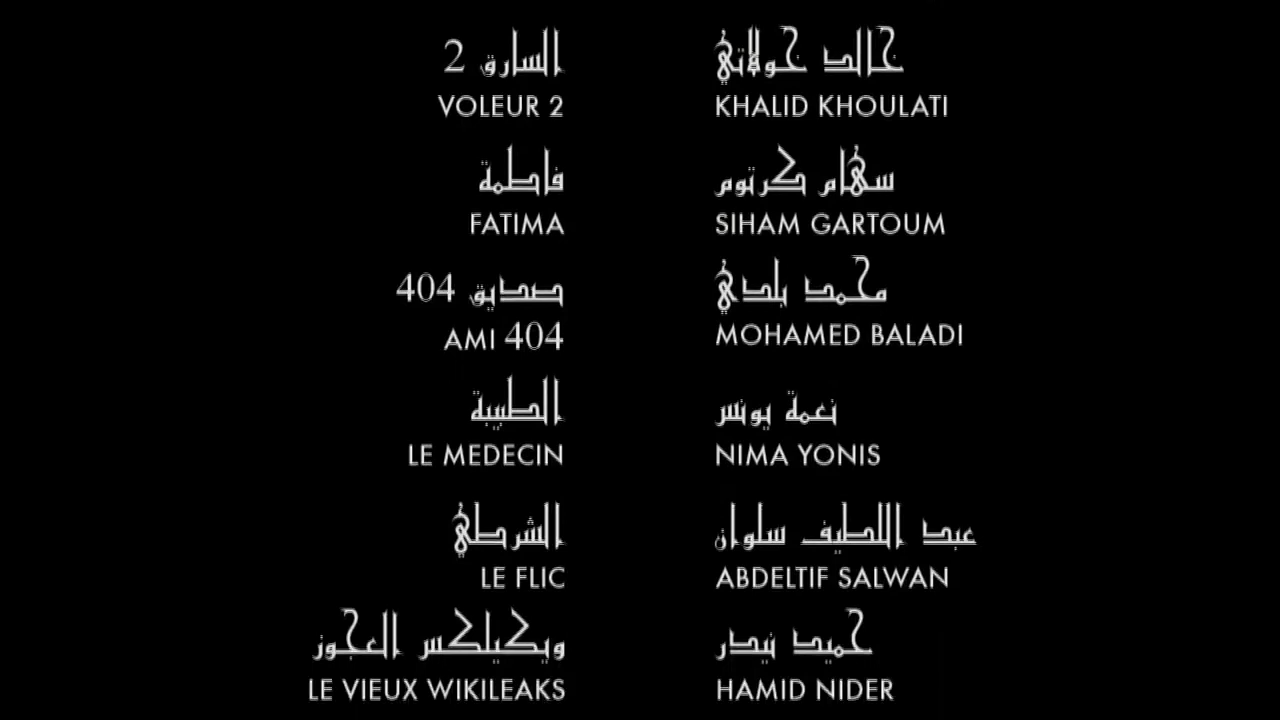 السارق 2 خالد خولاتي
VOLEUR 2 KHALID KHOULATI
فاطمة سهام كرتوم
FATIMA SIHAM GARTOUM
صديق 404 محمد بلدي
AMI 404 MOHAMED BALADI
الطبيبة نعمة يونس
LE MEDECIN NIMA YONIS
الشرطي عبد اللطيف سلوان
LE FLIC ABDELTIF SALWAN
ويكيلكس العجوز حميد نيدر
LE VIEUX WIKILEAKS HAMID NIDER